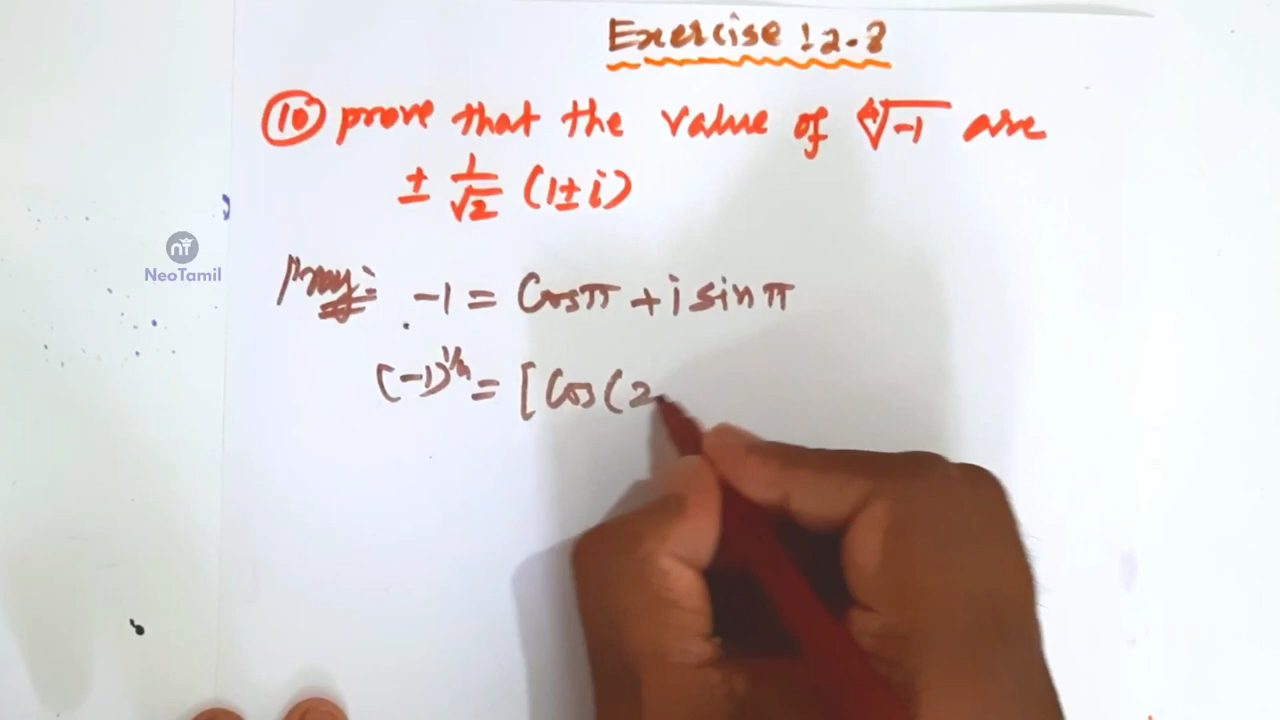 Exercise 12.8
(10) prove that the value of ∜-1 are
± 1/√2 (1±i)
NeoTamil
Proof:- -1 = Cosπ + i sinπ
(-1)^1/4 = [Cos(2